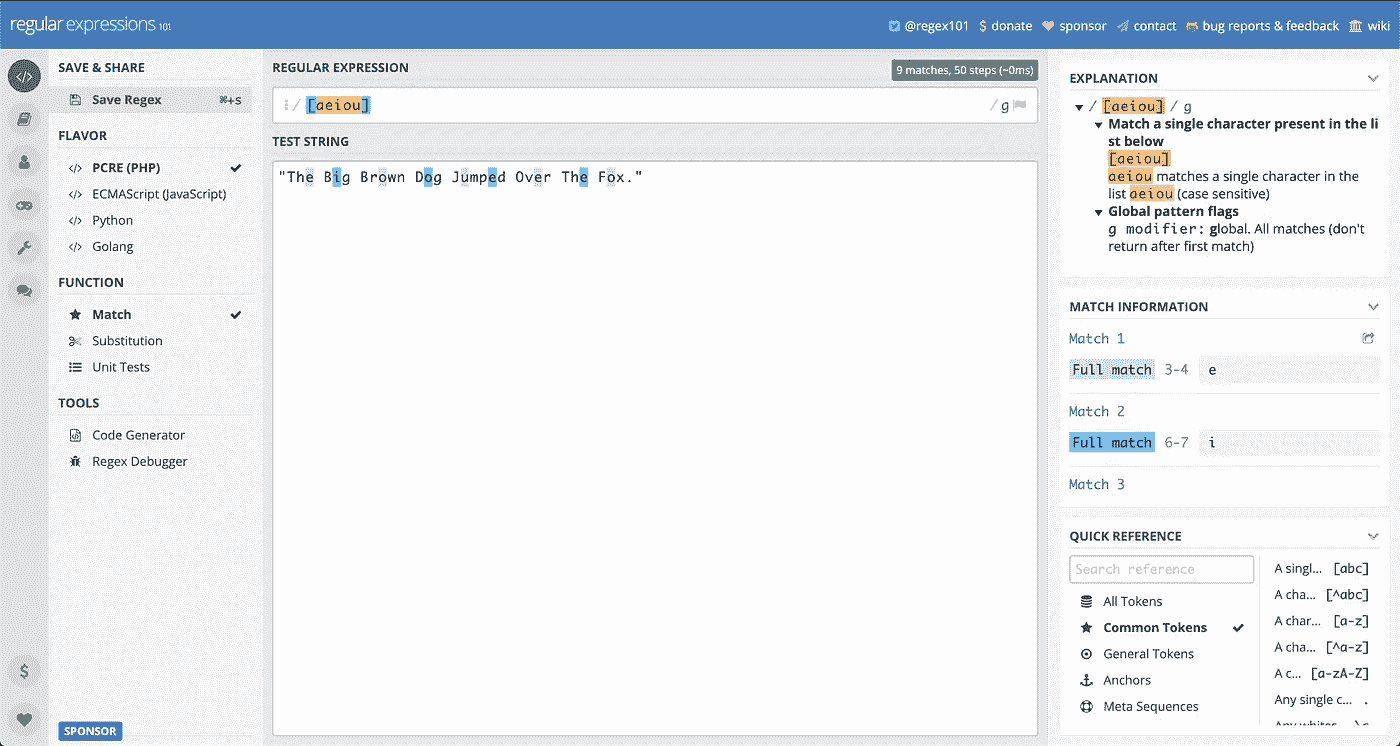 regular expressions 101
@regex101 $ donate sponsor contact bug reports & feedback wiki
SAVE & SHARE
Save Regex ⌘+s
FLAVOR
</> PCRE (PHP)
</> ECMAScript (JavaScript)
</> Python
</> Golang
FUNCTION
Match
Substitution
Unit Tests
TOOLS
Code Generator
Regex Debugger
SPONSOR
REGULAR EXPRESSION
9 matches, 50 steps (~0ms)
/ [aeiou] / g
TEST STRING
"The Big Brown Dog Jumped Over The Fox."
EXPLANATION
/ [aeiou] / g
Match a single character present in the li
st below
[aeiou]
aeiou matches a single character in the
list aeiou (case sensitive)
Global pattern flags
g modifier: global. All matches (don't
return after first match)
MATCH INFORMATION
Match 1
Full match 3-4 e
Match 2
Full match 6-7 i
Match 3
QUICK REFERENCE
Search reference
All Tokens
Common Tokens
General Tokens
Anchors
Meta Sequences
A singl... [abc]
A cha... [^abc]
A char... [a-z]
A cha... [^a-z]
A c... [a-zA-Z]
Any single c... .